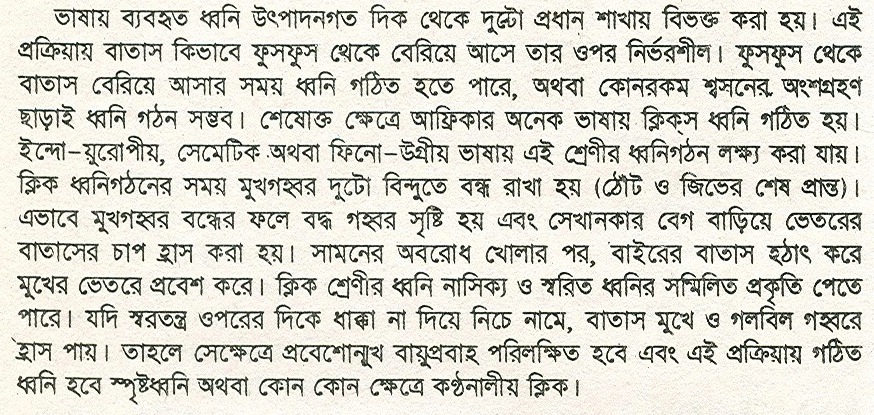 ভাষায় ব্যবহৃত ধ্বনি উৎপাদনগত দিক থেকে দুটো প্রধান শাখায় বিভক্ত করা হয়। এই
প্রক্রিয়ায় বাতাস কিভাবে ফুসফুস থেকে বেরিয়ে আসে তার ওপর নির্ভরশীল। ফুসফুস থেকে
বাতাস বেরিয়ে আসার সময় ধ্বনি গঠিত হতে পারে, অথবা কোনরকম শ্বসনের অংশগ্রহণ
ছাড়াই ধ্বনি গঠন সম্ভব। শেষোক্ত ক্ষেত্রে আফ্রিকার অনেক ভাষায় ক্লিক্‌স ধ্বনি গঠিত হয়।
ইন্দো-য়ুরোপীয়, সেমেটিক অথবা ফিনো-উগ্রীয় ভাষায় এই শ্রেণীর ধ্বনিগঠন লক্ষ্য করা যায়।
ক্লিক ধ্বনিগঠনের সময় মুখগহ্বর দুটো বিন্দুতে বন্ধ রাখা হয় (ঠোঁট ও জিভের শেষ প্রান্ত)।
এভাবে মুখগহ্বর বন্ধের ফলে বদ্ধ গহ্বর সৃষ্টি হয় এবং সেখানকার বেগ বাড়িয়ে ভেতরের
বাতাসের চাপ হ্রাস করা হয়। সামনের অবরোধ খোলার পর, বাইরের বাতাস হঠাৎ করে
মুখের ভেতরে প্রবেশ করে। ক্লিক শ্রেণীর ধ্বনি নাসিক্য ও স্বরিত ধ্বনির সম্মিলিত প্রকৃতি পেতে
পারে। যদি স্বরতন্ত্র ওপরের দিকে ধাক্কা না দিয়ে নিচে নামে, বাতাস মুখে ও গলবিল গহ্বরে
হ্রাস পায়। তাহলে সেক্ষেত্রে প্রবেশোন্মুখ বায়ুপ্রবাহ পরিলক্ষিত হবে এবং এই প্রক্রিয়ায় গঠিত
ধ্বনি হবে স্পৃষ্টধ্বনি অথবা কোন কোন ক্ষেত্রে কণ্ঠনালীয় ক্লিক।